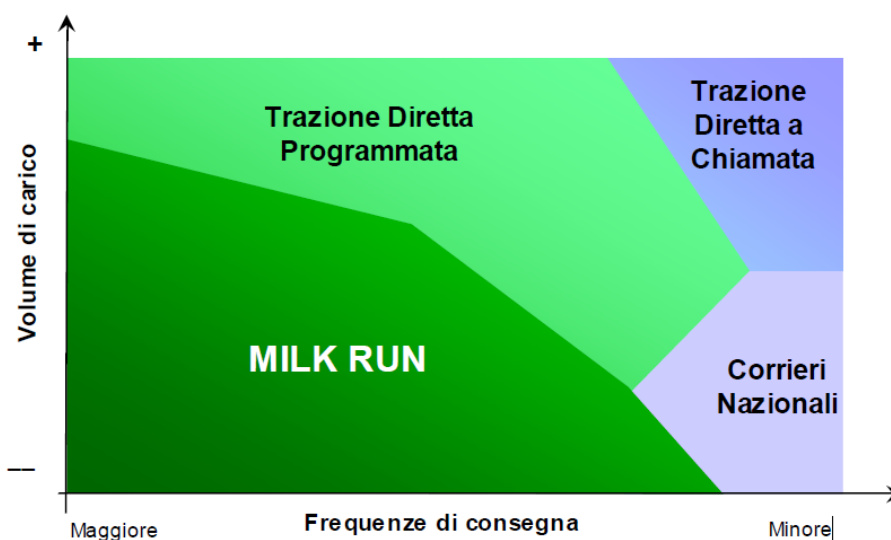 +
Trazione Diretta
Programmata
Trazione
Diretta a
Chiamata
Volume di carico
MILK RUN
Corrieri
Nazionali
—
Maggiore
Frequenze di consegna
Minore